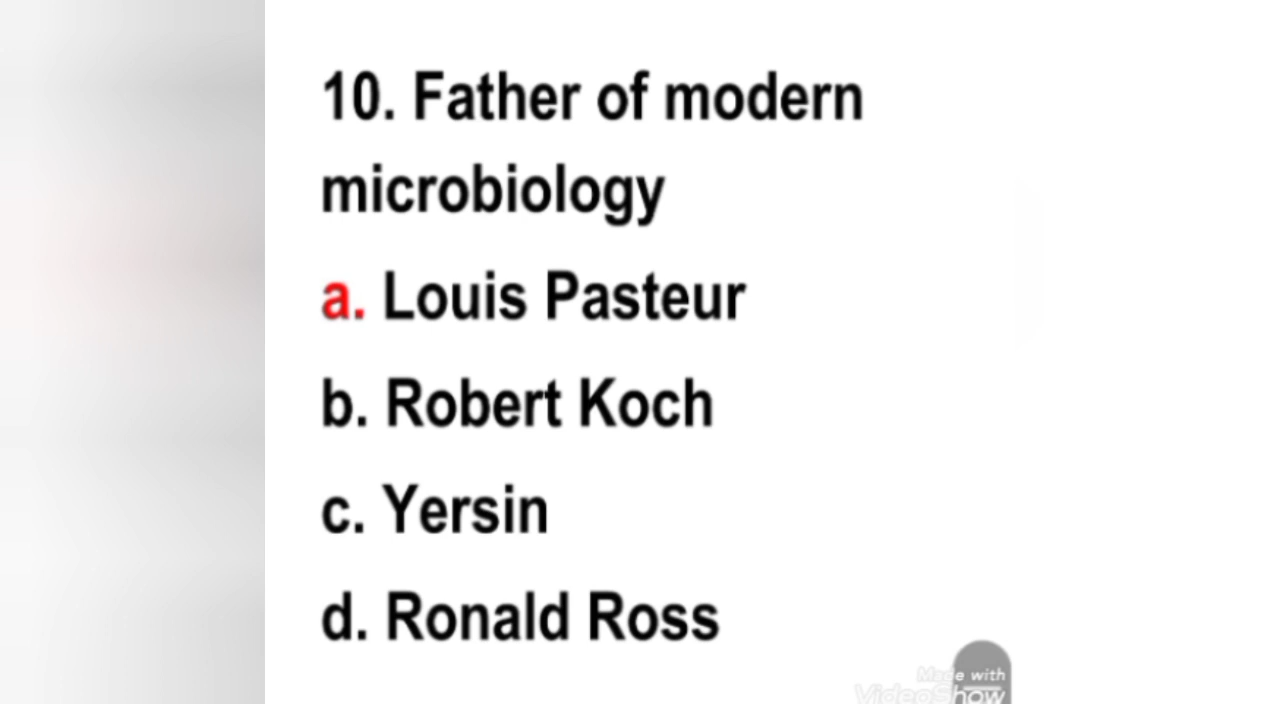 10. Father of modern
microbiology
a. Louis Pasteur
b. Robert Koch
c. Yersin
d. Ronald Ross
Made with
VideoShow